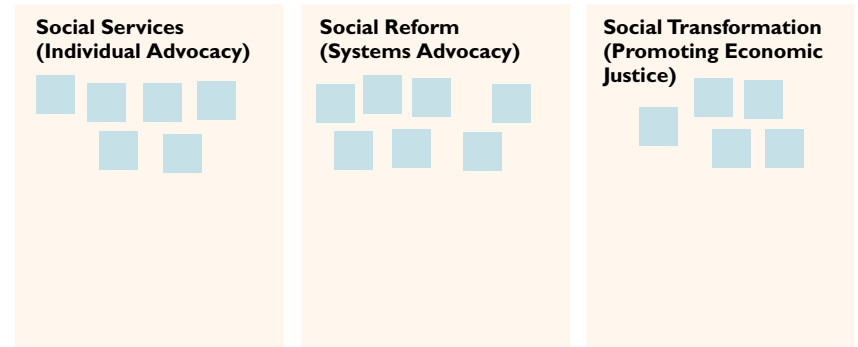 Social Services
(Individual Advocacy)
Social Reform
(Systems Advocacy)
Social Transformation
(Promoting Economic
Justice)